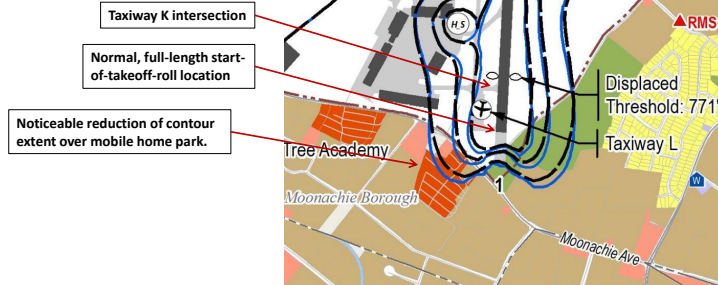 Taxiway K intersection
Normal, full-length start-
of-takeoff-roll location
Noticeable reduction of contour
extent over mobile home park.
H,S
RMS
Displaced
Threshold: 771'
Taxiway L
Tree Academy
1
W
Moonachie Borough
Moonachie Ave